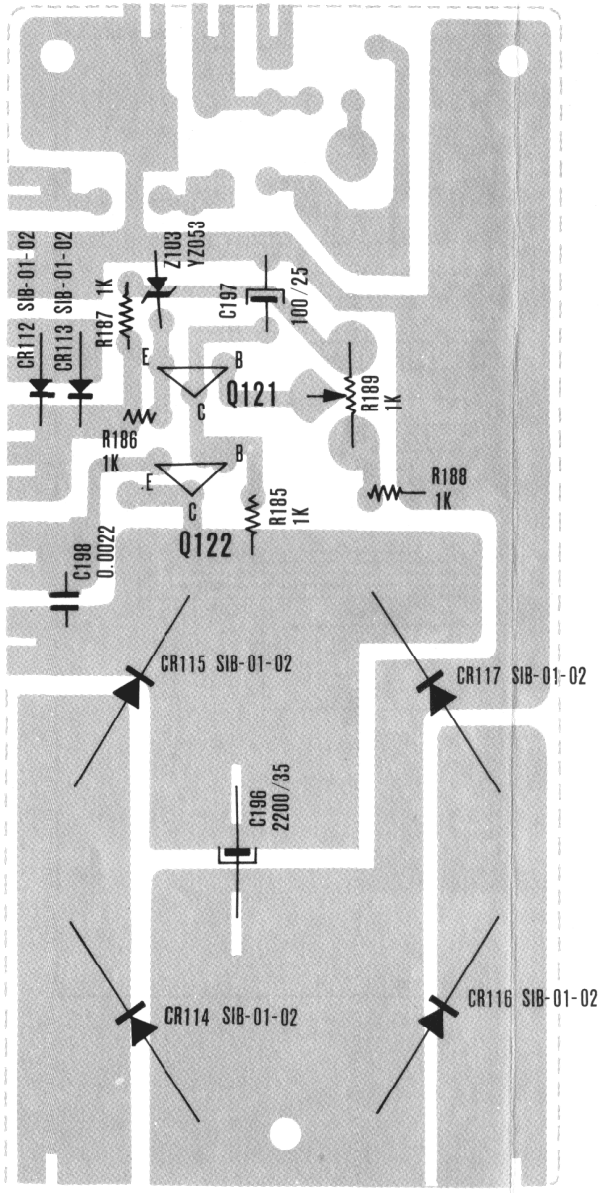 CR112 SIB-01-02
CR113 SIB-01-02
R187 1K
Z103
YZ053
C197
100/25
E
B
C
Q121
R189
1K
R186
1K
E
B
C
Q122
R185
1K
R188
1K
C198
0.0022
CR115 SIB-01-02
CR117 SIB-01-02
C196
2200/35
CR114 SIB-01-02
CR116 SIB-01-02